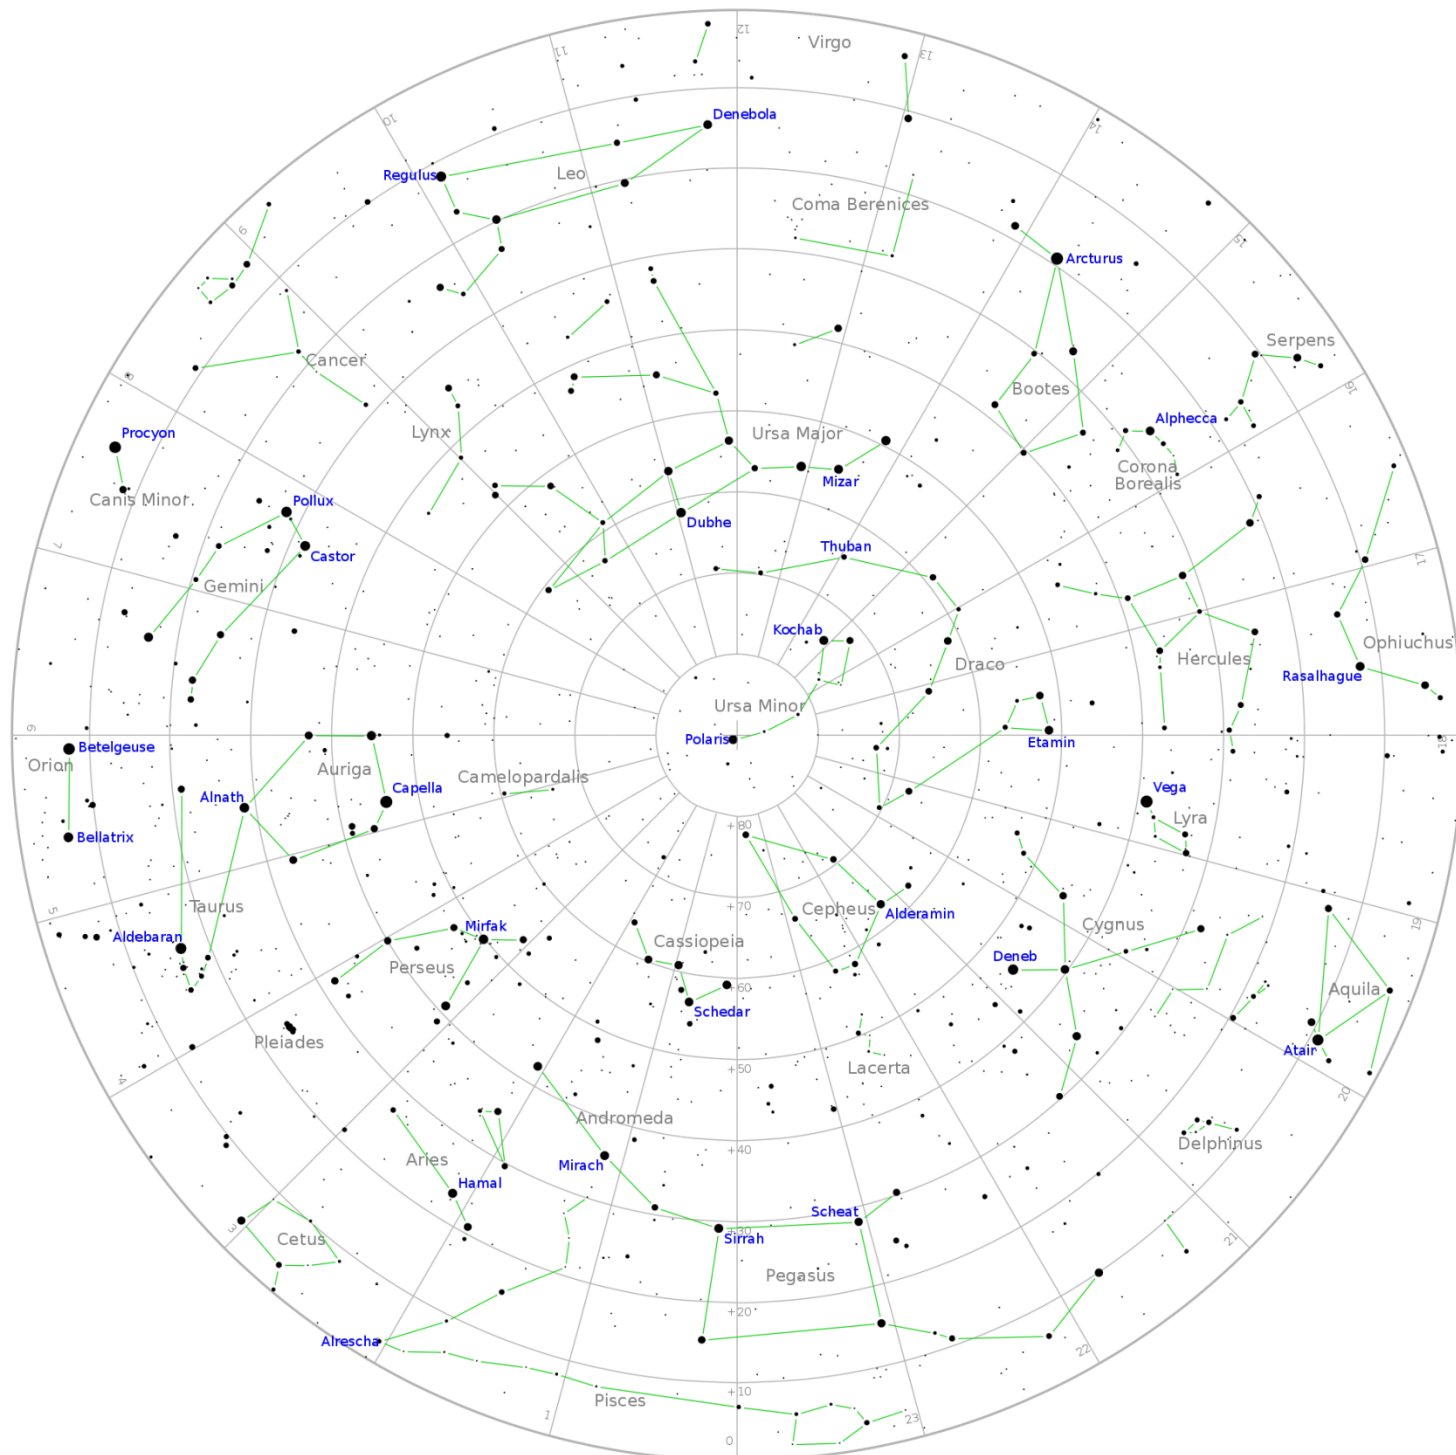 12
Virgo
13
11
10
Denebola
14
Regulus
Leo
Coma Berenices
9
15
Arcturus
Serpens
Cancer
8
Bootes
16
Alphecca
Procyon
Lynx
Ursa Major
Corona
Borealis
Mizar
Canis Minor
Pollux
Dubhe
Castor
Thuban
7
17
Gemini
Kochab
Draco
Hercules
Ophiuchus
Rasalhague
Ursa Minor
6
Polaris
Betelgeuse
Etamin
18
Orion
Auriga
Camelopardalis
Capella
Vega
Alnath
Lyra
Bellatrix
+80
5
Taurus
+70
Cepheus
Alderamin
Mirfak
Cygnus
19
Aldebaran
Cassiopeia
Perseus
Deneb
+60
Aquila
Schedar
Pleiades
Atair
+50
Lacerta
4
20
Andromeda
+40
Delphinus
Aries
Mirach
Hamal
Scheat
3
+30
Cetus
Sirrah
21
Pegasus
+20
Alrescha
22
+10
Pisces
1
23
0